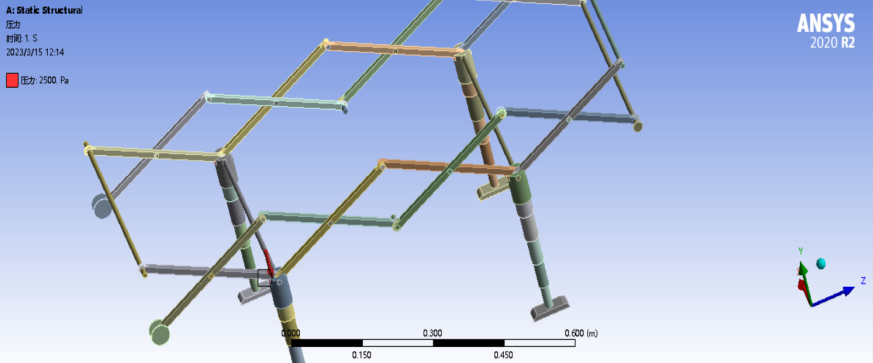 A: Static Structural
压力
时间: 1. S
2023/3/15 12:14
压力: 2500. Pa
ANSYS
2020 R2
Y
Z
0.000 0.300 0.600 (m)
0.150 0.450